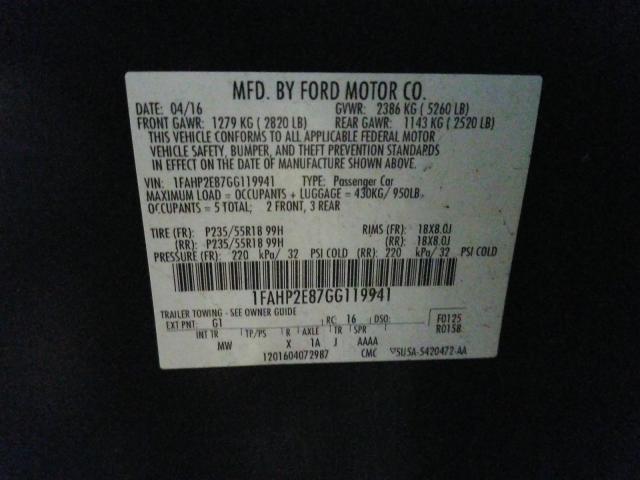 MFD. BY FORD MOTOR CO.
DATE: 04/16 GVWR: 2386 KG ( 5260 LB)
FRONT GAWR: 1279 KG ( 2820 LB) REAR GAWR: 1143 KG ( 2520 LB)
THIS VEHICLE CONFORMS TO ALL APPLICABLE FEDERAL MOTOR
VEHICLE SAFETY, BUMPER, AND THEFT PREVENTION STANDARDS
IN EFFECT ON THE DATE OF MANUFACTURE SHOWN ABOVE.
VIN: 1FAHP2E87GG119941 TYPE: Passenger Car
MAXIMUM LOAD = OCCUPANTS + LUGGAGE = 430KG/ 950LB
OCCUPANTS = 5 TOTAL; 2 FRONT, 3 REAR
TIRE (FR): P235/55R18 99H RIMS (FR): 18X8.0J
(RR): P235/55R18 99H (RR): 18X8.0J
PRESSURE (FR): 220 kPa/ 32 PSI COLD (RR): 220 kPa/ 32 PSI COLD
1FAHP2E87GG119941
TRAILER TOWING - SEE OWNER GUIDE
EXT PNT: G1 RC: 16 DSO: F0125
INT TR TP/PS R AXLE TR SPR R0158
MW X 1A J AAAA
1201604072987 CMC 5U5A-5420472-AA